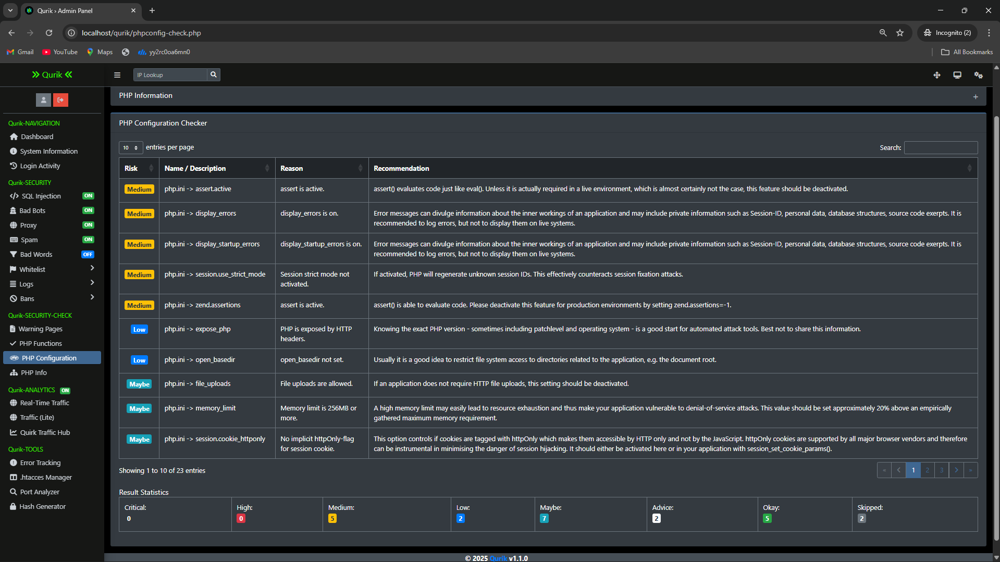 Qurik › Admin Panel
localhost/qurik/phpconfig-check.php
Incognito (2)
Gmail
YouTube
Maps
yy2rc0oa6mn0
All Bookmarks
Qurik
IP Lookup
Qurik-NAVIGATION
Dashboard
System Information
Login Activity
Qurik-SECURITY
SQL Injection ON
Bad Bots ON
Proxy ON
Spam ON
Bad Words OFF
Whitelist
Logs
Bans
Qurik-SECURITY-CHECK
Warning Pages
PHP Functions
PHP Configuration
PHP Info
Qurik-ANALYTICS ON
Real-Time Traffic
Traffic (Lite)
Quirk Traffic Hub
Qurik-TOOLS
Error Tracking
.htacces Manager
Port Analyzer
Hash Generator
PHP Information
PHP Configuration Checker
10 entries per page
Search:
Risk Name / Description Reason Recommendation
Medium php.ini -> assert.active assert is active. assert() evaluates code just like eval(). Unless it is actually required in a live environment, which is almost certainly not the case, this feature should be deactivated.
Medium php.ini -> display_errors display_errors is on. Error messages can divulge information about the inner workings of an application and may include private information such as Session-ID, personal data, database structures, source code exerpts. It is
recommended to log errors, but not to display them on live systems.
Medium php.ini -> display_startup_errors display_startup_errors is on. Error messages can divulge information about the inner workings of an application and may include private information such as Session-ID, personal data, database structures, source code exerpts. It is
recommended to log errors, but not to display them on live systems.
Medium php.ini -> session.use_strict_mode Session strict mode not If activated, PHP will regenerate unknown session IDs. This effectively counteracts session fixation attacks.
activated.
Medium php.ini -> zend.assertions assert is active. assert() is able to evaluate code. Please deactivate this feature for production environments by setting zend.assertions=-1.
Low php.ini -> expose_php PHP is exposed by HTTP Knowing the exact PHP version - sometimes including patchlevel and operating system - is a good start for automated attack tools. Best not to share this information.
headers.
Low php.ini -> open_basedir open_basedir not set. Usually it is a good idea to restrict file system access to directories related to the application, e.g. the document root.
Maybe php.ini -> file_uploads File uploads are allowed. If an application does not require HTTP file uploads, this setting should be deactivated.
Maybe php.ini -> memory_limit Memory limit is 256MB or A high memory limit may easily lead to resource exhaustion and thus make your application vulnerable to denial-of-service attacks. This value should be set approximately 20% above an empirically
more. gathered maximum memory requirement.
Maybe php.ini -> session.cookie_httponly No implicit httpOnly-flag This option controls if cookies are tagged with httpOnly which makes them accessible by HTTP only and not by the JavaScript. httpOnly cookies are supported by all major browser vendors and therefore
for session cookie. can be instrumental in minimising the danger of session hijacking. It should either be activated here or in your application with session_set_cookie_params().
Showing 1 to 10 of 23 entries
« ‹ 1 2 3 › »
Result Statistics
Critical: High: Medium: Low: Maybe: Advice: Okay: Skipped:
0 0 5 2 7 2 5 2
© 2025 Qurik v1.1.0